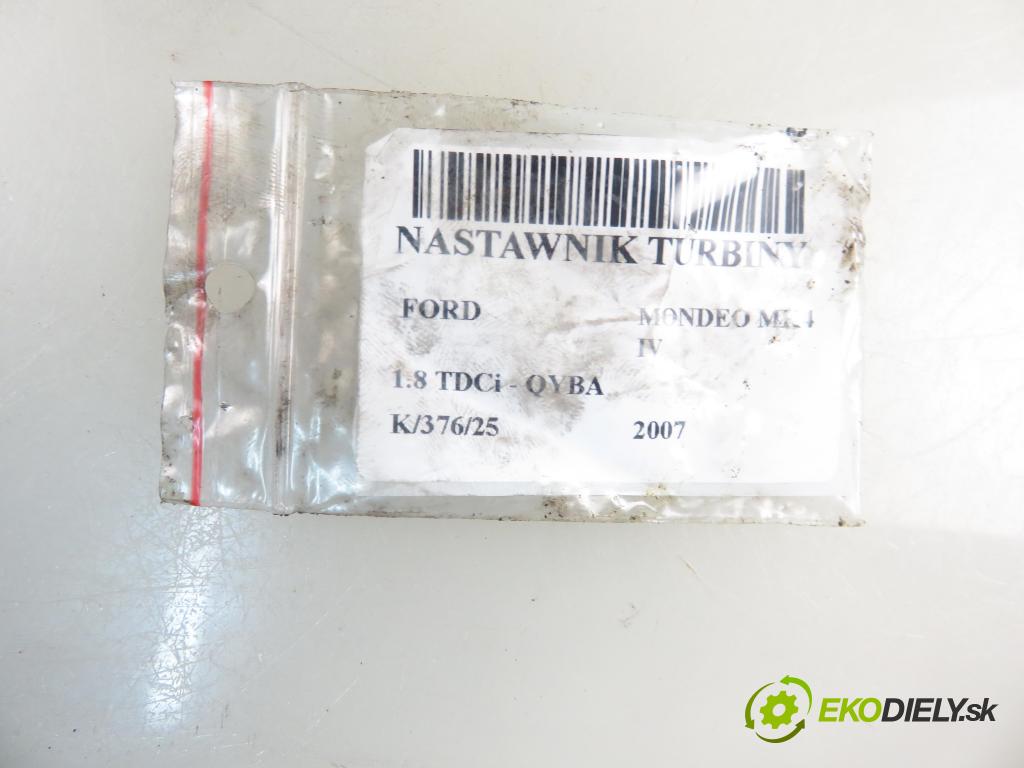 NASTAWNIK TURBINY
FORD MONDEO MK4
IV
1.8 TDCi - QYBA
K/376/25 2007
EKODIELY.sk